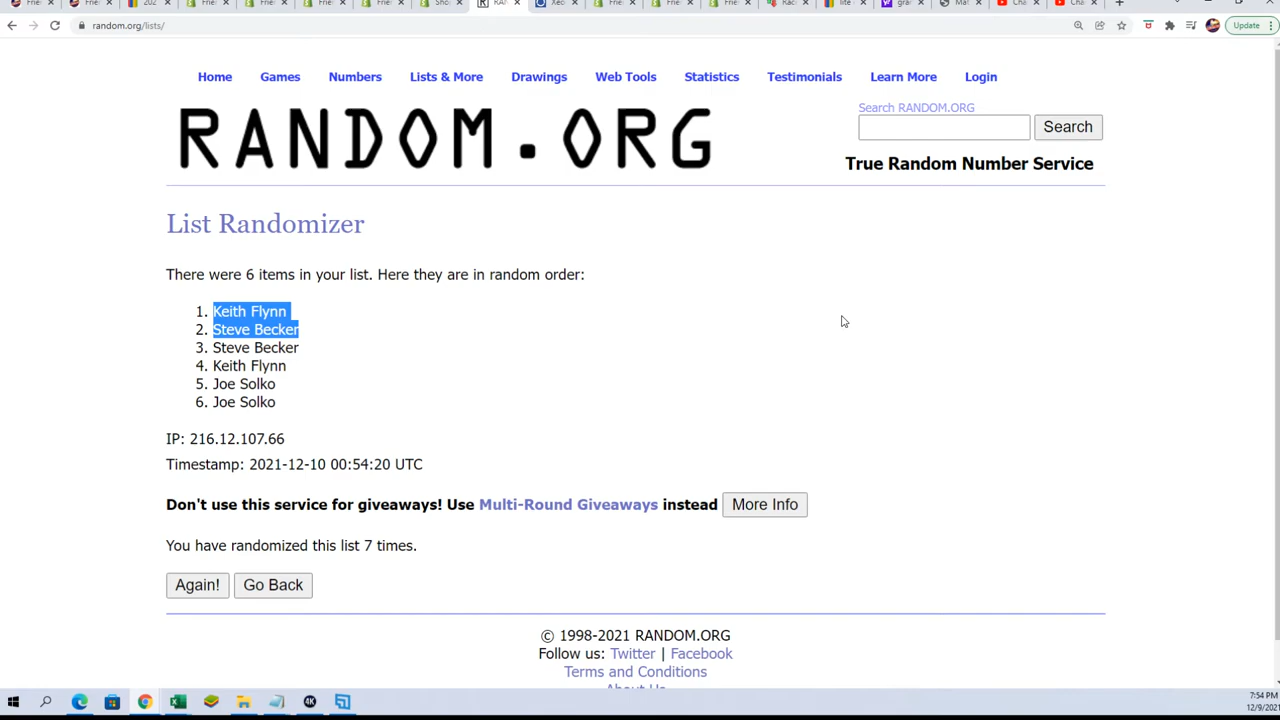 random.org/lists/
Update
Home Games Numbers Lists & More Drawings Web Tools Statistics Testimonials Learn More Login
RANDOM.ORG
Search RANDOM.ORG
Search
True Random Number Service
List Randomizer
There were 6 items in your list. Here they are in random order:
1. Keith Flynn
2. Steve Becker
3. Steve Becker
4. Keith Flynn
5. Joe Solko
6. Joe Solko
IP: 216.12.107.66
Timestamp: 2021-12-10 00:54:20 UTC
Don't use this service for giveaways! Use Multi-Round Giveaways instead More Info
You have randomized this list 7 times.
Again! Go Back
© 1998-2021 RANDOM.ORG
Follow us: Twitter | Facebook
Terms and Conditions
About Us
4K
7:54 PM